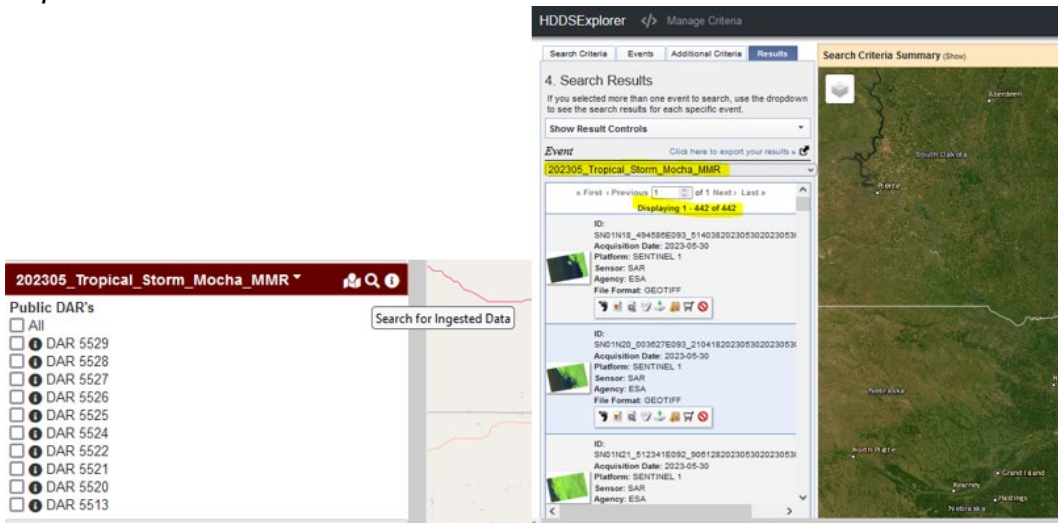 202305_Tropical_Storm_Mocha_MMR
Search for Ingested Data
Public DAR's
All
DAR 5529
DAR 5528
DAR 5527
DAR 5526
DAR 5525
DAR 5524
DAR 5522
DAR 5521
DAR 5520
DAR 5513
HDDSExplorer </> Manage Criteria
Search Criteria Events Additional Criteria Results
4. Search Results
If you selected more than one event to search, use the dropdown
to see the search results for each specific event.
Show Result Controls
Event Click here to export your results »
202305_Tropical_Storm_Mocha_MMR
« First ‹ Previous 1 of 1 Next › Last »
Displaying 1 - 442 of 442
ID:
Acquisition Date: 2023-05-30
Platform: SENTINEL 1
Sensor: SAR
Agency: ESA
File Format: GEOTIFF
ID:
Acquisition Date: 2023-05-30
Platform: SENTINEL 1
Sensor: SAR
Agency: ESA
File Format: GEOTIFF
ID:
Acquisition Date: 2023-05-30
Platform: SENTINEL 1
Sensor: SAR
Agency: ESA
Search Criteria Summary (Show)
Aberdeen
South Dakota
Pierre
Nebraska
North Platte
Grand Island
Kearney
Hastings
Nebraska